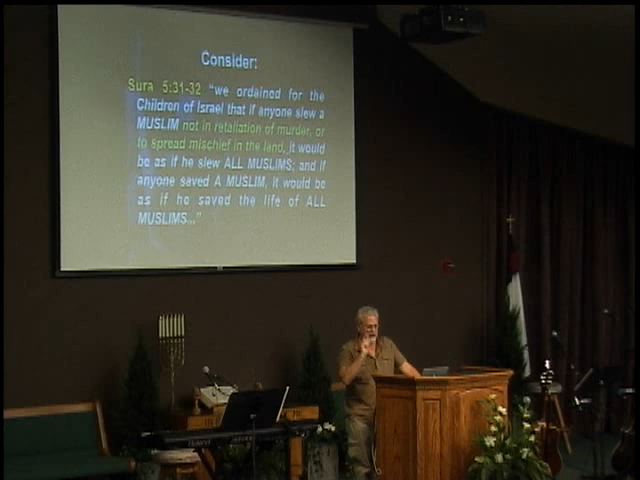 Consider:
Sura 5:31-32 "we ordained for the
Children of Israel that if anyone slew a
MUSLIM not in retaliation of murder, or
to spread mischief in the land, it would
be as if he slew ALL MUSLIMS; and if
anyone saved A MUSLIM, it would be
as if he saved the life of ALL
MUSLIMS..."
Roland